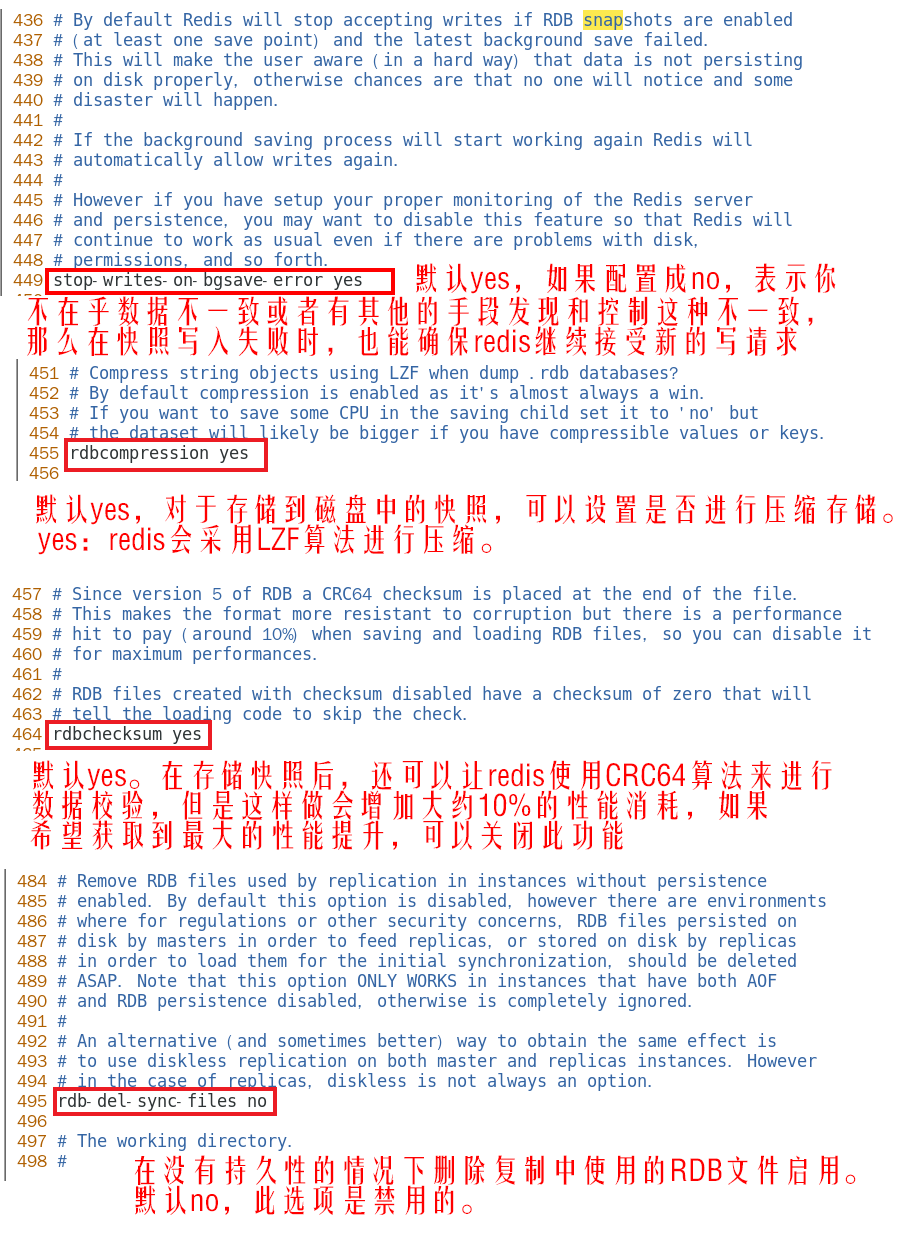 436 # By default Redis will stop accepting writes if RDB snapshots are enabled
437 # (at least one save point) and the latest background save failed.
438 # This will make the user aware (in a hard way) that data is not persisting
439 # on disk properly, otherwise chances are that no one will notice and some
440 # disaster will happen.
441 #
442 # If the background saving process will start working again Redis will
443 # automatically allow writes again.
444 #
445 # However if you have setup your proper monitoring of the Redis server
446 # and persistence, you may want to disable this feature so that Redis will
447 # continue to work as usual even if there are problems with disk,
448 # permissions, and so forth.
449 stop-writes-on-bgsave-error yes
默认yes，如果配置成no，表示你
不在乎数据不一致或者有其他的手段发现和控制这种不一致，
那么在快照写入失败时，也能确保redis继续接受新的写请求
451 # Compress string objects using LZF when dump .rdb databases?
452 # By default compression is enabled as it's almost always a win.
453 # If you want to save some CPU in the saving child set it to 'no' but
454 # the dataset will likely be bigger if you have compressible values or keys.
455 rdbcompression yes
456
默认yes，对于存储到磁盘中的快照，可以设置是否进行压缩存储。
yes：redis会采用LZF算法进行压缩。
457 # Since version 5 of RDB a CRC64 checksum is placed at the end of the file.
458 # This makes the format more resistant to corruption but there is a performance
459 # hit to pay (around 10%) when saving and loading RDB files, so you can disable it
460 # for maximum performances.
461 #
462 # RDB files created with checksum disabled have a checksum of zero that will
463 # tell the loading code to skip the check.
464 rdbchecksum yes
默认yes。在存储快照后，还可以让redis使用CRC64算法来进行
数据校验，但是这样做会增加大约10%的性能消耗，如果
希望获取到最大的性能提升，可以关闭此功能
484 # Remove RDB files used by replication in instances without persistence
485 # enabled. By default this option is disabled, however there are environments
486 # where for regulations or other security concerns, RDB files persisted on
487 # disk by masters in order to feed replicas, or stored on disk by replicas
488 # in order to load them for the initial synchronization, should be deleted
489 # ASAP. Note that this option ONLY WORKS in instances that have both AOF
490 # and RDB persistence disabled, otherwise is completely ignored.
491 #
492 # An alternative (and sometimes better) way to obtain the same effect is
493 # to use diskless replication on both master and replicas instances. However
494 # in the case of replicas, diskless is not always an option.
495 rdb-del-sync-files no
496
497 # The working directory.
498 #
在没有持久性的情况下删除复制中使用的RDB文件启用。
默认no，此选项是禁用的。